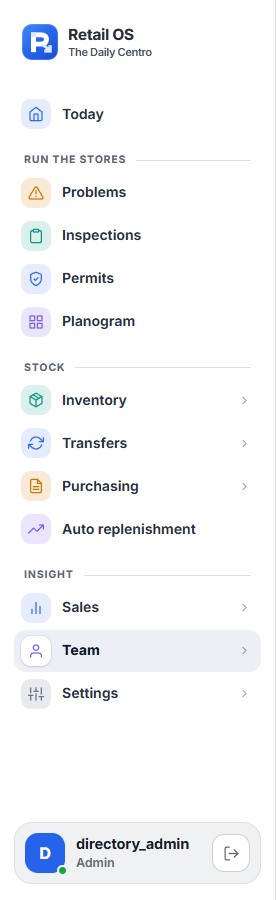 Retail OS
The Daily Centro
Today
RUN THE STORES
Problems
Inspections
Permits
Planogram
STOCK
Inventory
Transfers
Purchasing
Auto replenishment
INSIGHT
Sales
Team
Settings
D
directory_admin
Admin